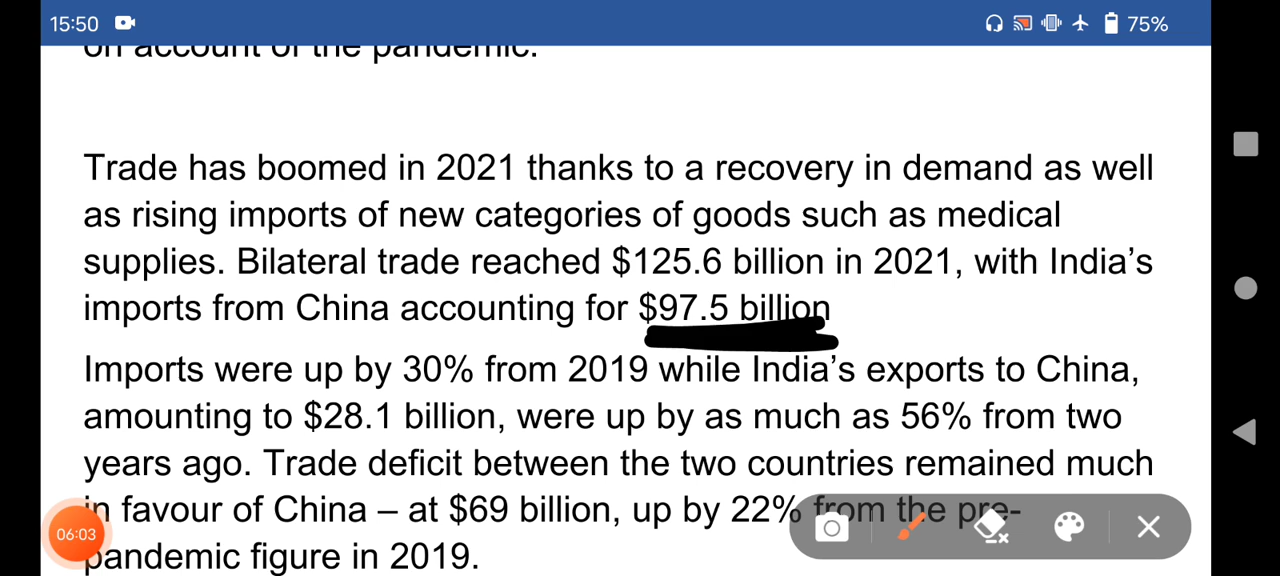 15:50
75%
on account of the pandemic.
Trade has boomed in 2021 thanks to a recovery in demand as well
as rising imports of new categories of goods such as medical
supplies. Bilateral trade reached $125.6 billion in 2021, with India’s
imports from China accounting for $97.5 billion
Imports were up by 30% from 2019 while India’s exports to China,
amounting to $28.1 billion, were up by as much as 56% from two
years ago. Trade deficit between the two countries remained much
in favour of China – at $69 billion, up by 22% from the pre-
pandemic figure in 2019.
06:03